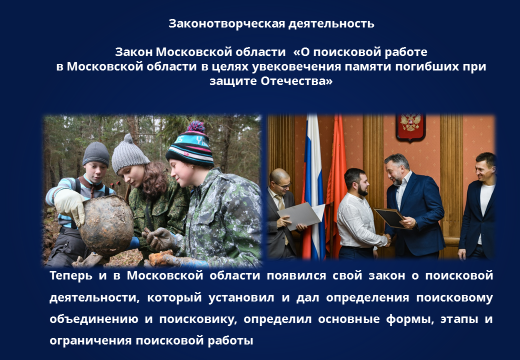 Законотворческая деятельность
Закон Московской области «О поисковой работе
в Московской области в целях увековечения памяти погибших при
защите Отечества»
Теперь и в Московской области появился свой закон о поисковой
деятельности, который установил и дал определения поисковому
объединению и поисковику, определил основные формы, этапы и
ограничения поисковой работы